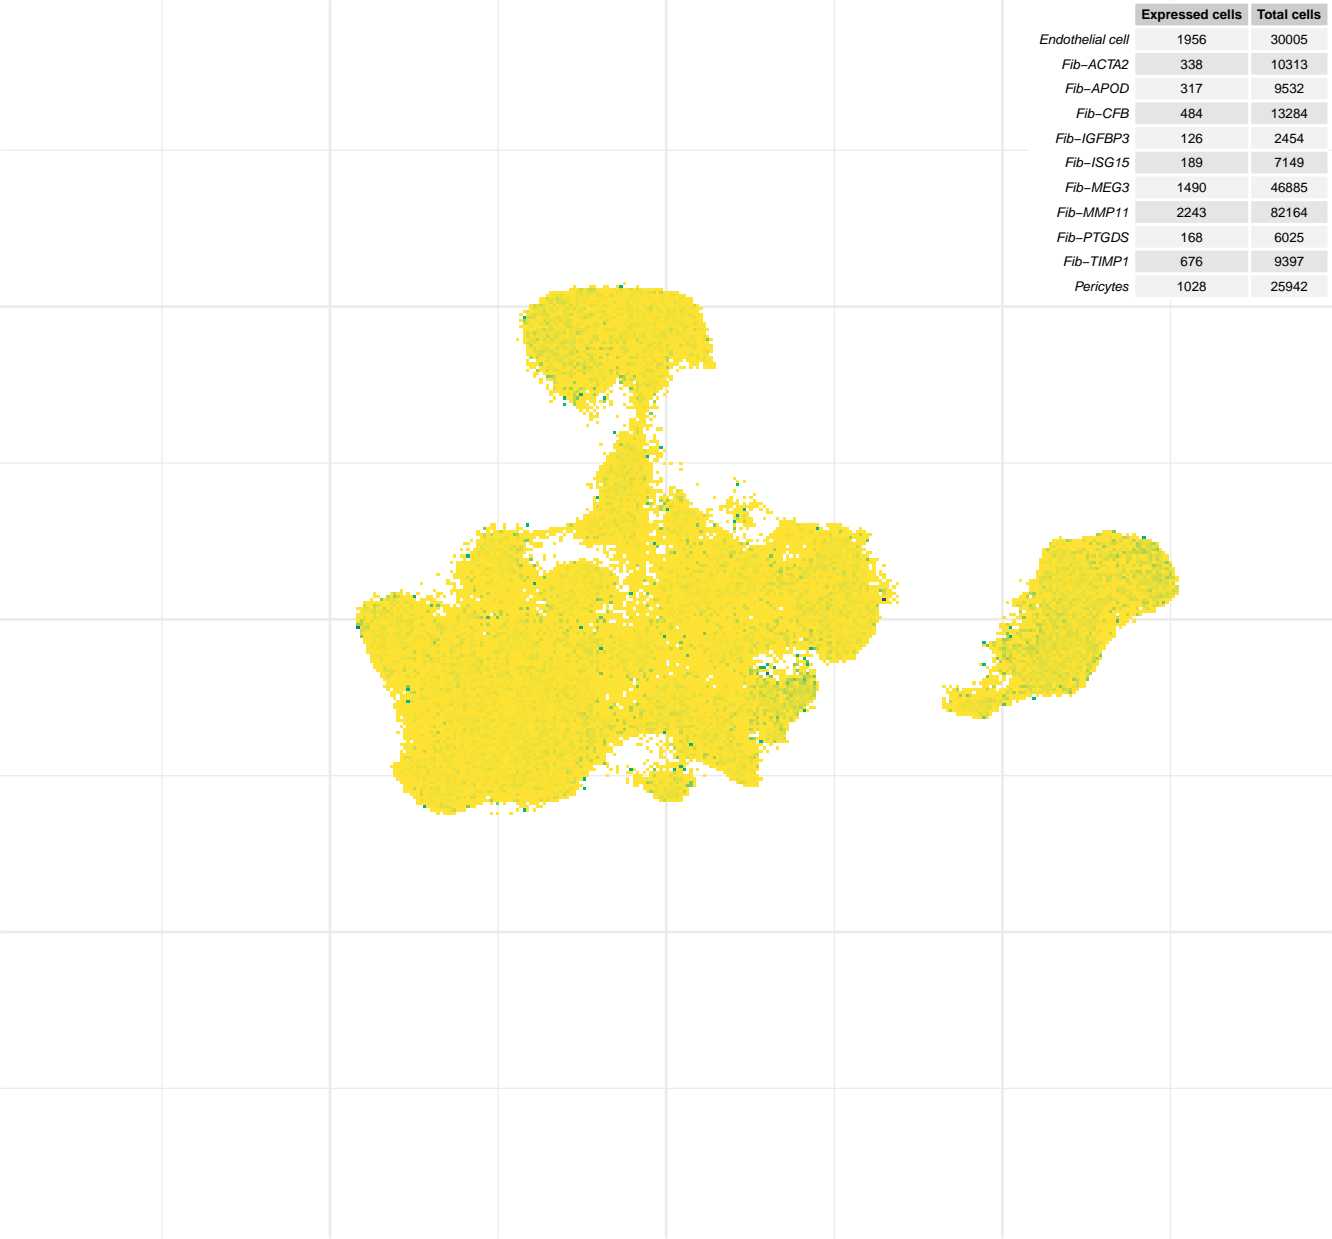 Expressed cells Total cells
Endothelial cell 1956 30005
Fib−ACTA2 338 10313
Fib−APOD 317 9532
Fib−CFB 484 13284
Fib−IGFBP3 126 2454
Fib−ISG15 189 7149
Fib−MEG3 1490 46885
Fib−MMP11 2243 82164
Fib−PTGDS 168 6025
Fib−TIMP1 676 9397
Pericytes 1028 25942